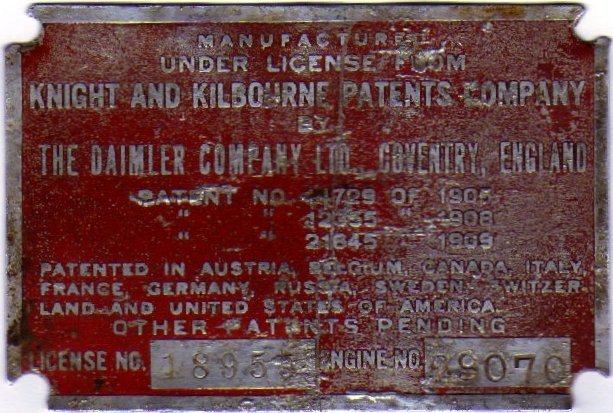 MANUFACTURED
UNDER LICENSE FROM
KNIGHT AND KILBOURNE PATENTS COMPANY
BY
THE DAIMLER COMPANY LTD., COVENTRY, ENGLAND
PATENT NO. 14729 OF 1905
" " 12355 " 1908
" " 21645 " 1909
PATENTED IN AUSTRIA, BELGIUM, CANADA, ITALY,
FRANCE, GERMANY, RUSSIA, SWEDEN, SWITZER-
LAND AND UNITED STATES OF AMERICA.
OTHER PATENTS PENDING
LICENSE NO. ENGINE NO.